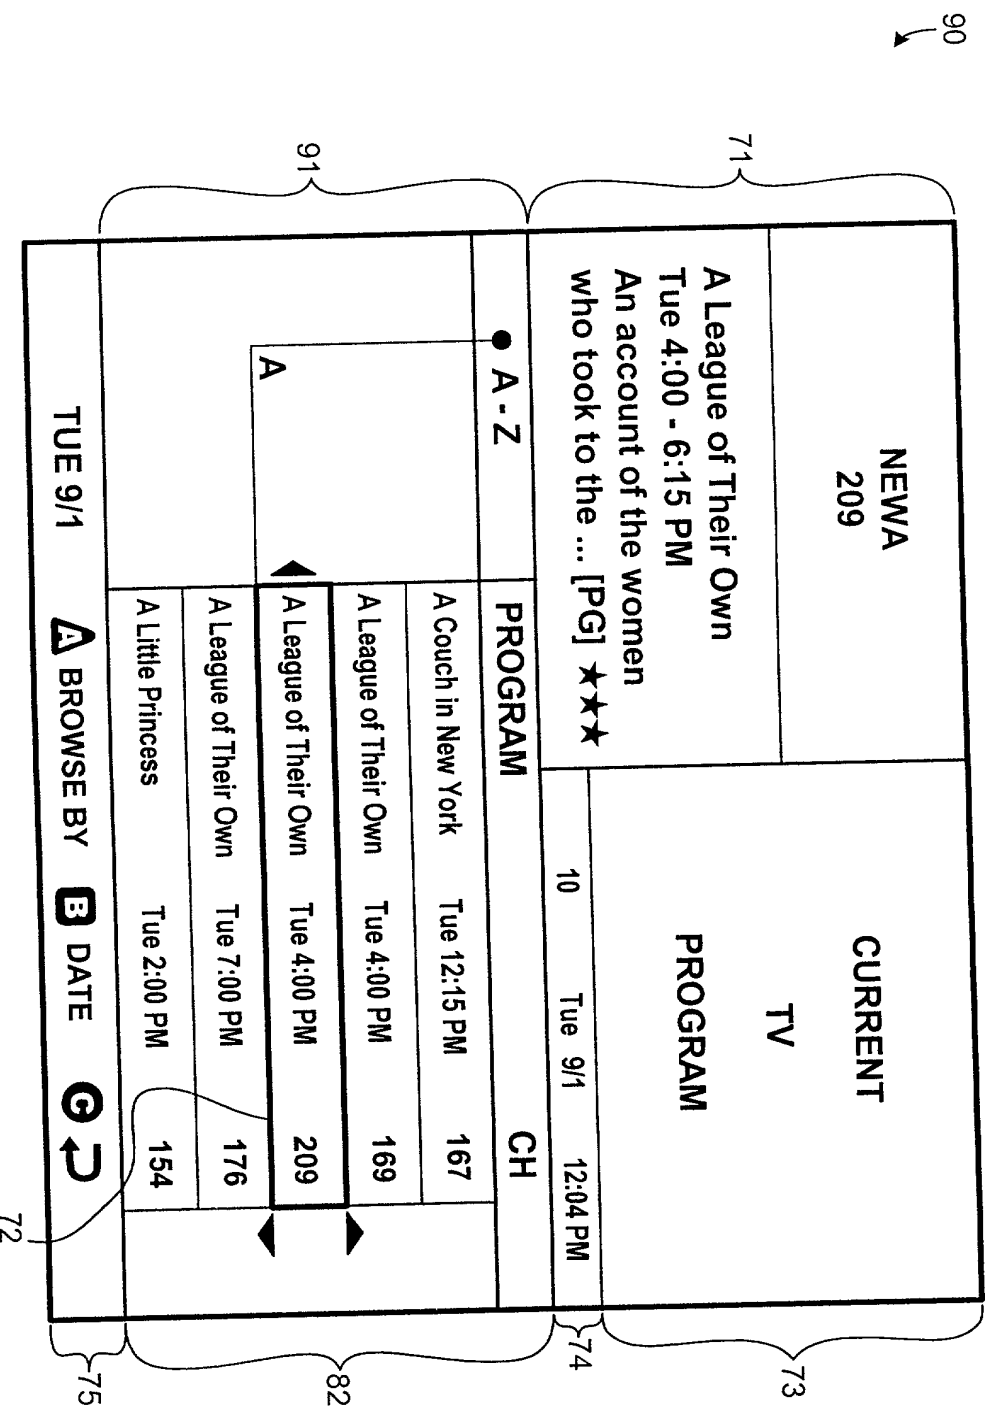 90
71
NEWA
209
A League of Their Own
Tue 4:00 - 6:15 PM
An account of the women
who took to the ... [PG] ★★★
CURRENT
TV
PROGRAM
73
10 Tue 9/1 12:04 PM
74
91
A - Z
A
PROGRAM CH
A Couch in New York Tue 12:15 PM 167
A League of Their Own Tue 4:00 PM 169
A League of Their Own Tue 4:00 PM 209
A League of Their Own Tue 7:00 PM 176
A Little Princess Tue 2:00 PM 154
82
TUE 9/1 A BROWSE BY B DATE C
75
72